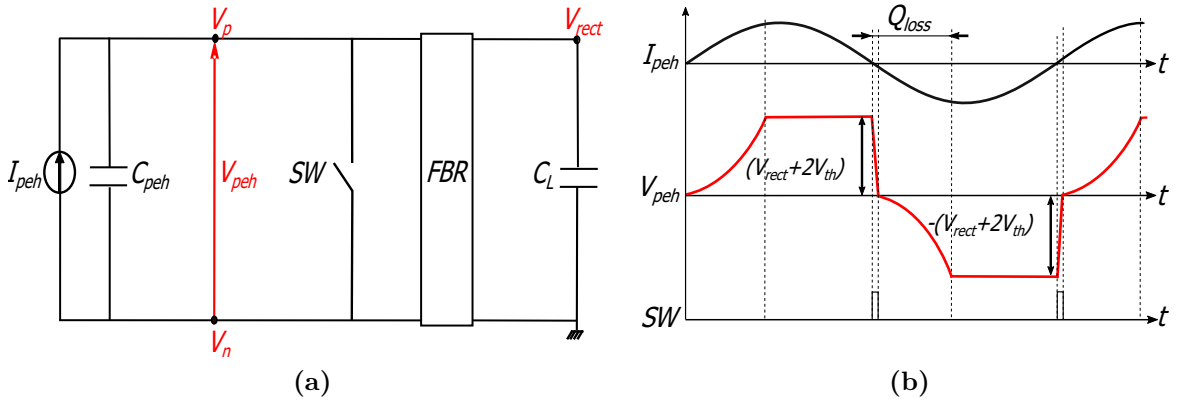 V_p
V_rect
I_peh
C_peh
V_peh
SW
FBR
C_L
V_n
(a)
Q_loss
I_peh
t
(V_rect+2V_th)
V_peh
t
-(V_rect+2V_th)
SW
t
(b)